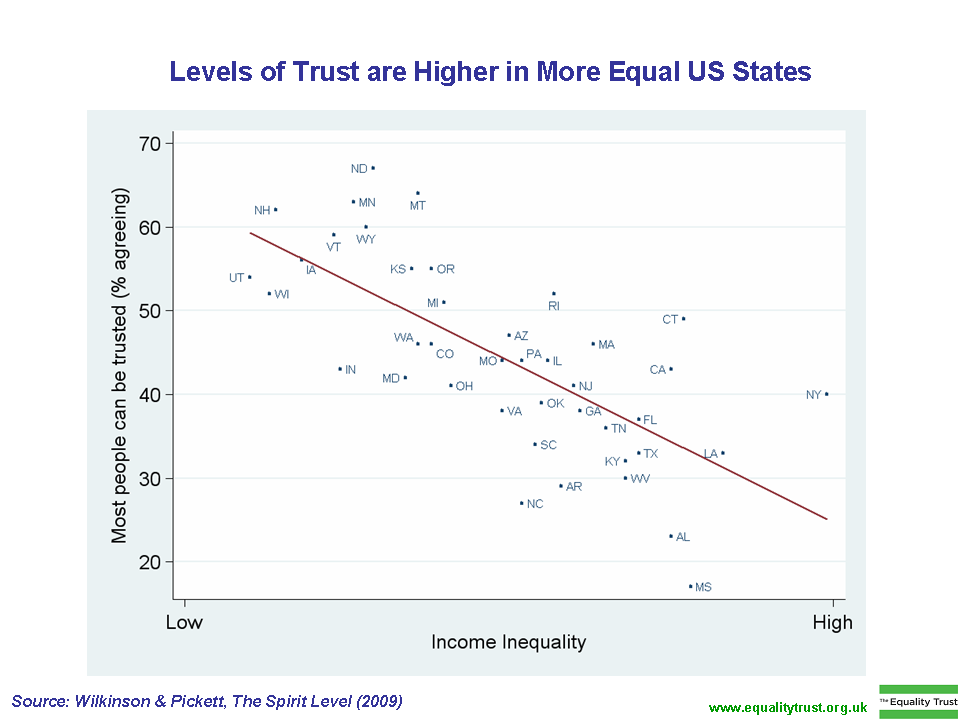 Levels of Trust are Higher in More Equal US States
Most people can be trusted (% agreeing)
70
60
50
40
30
20
ND
MN
MT
NH
WY
VT
IA
UT
WI
KS
OR
MI
RI
CT
WA
CO
AZ
MO
PA
IL
MA
IN
MD
OH
NJ
CA
NY
VA
OK
GA
FL
TN
SC
KY
TX
LA
WV
AR
NC
AL
MS
Low
High
Income Inequality
Source: Wilkinson & Pickett, The Spirit Level (2009)
www.equalitytrust.org.uk
The Equality Trust